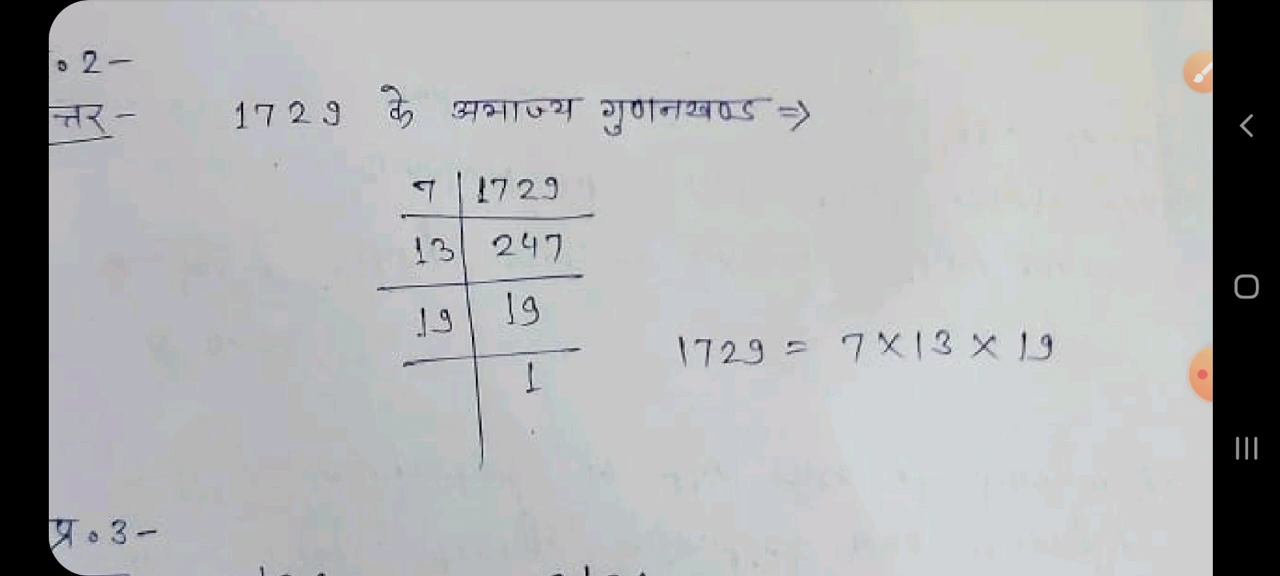 . 2 -
त्तर - 1729 के अभाज्य गुणनखण्ड ⇒
7 | 1729
13 | 247
19 | 19
1
1729 = 7 × 13 × 19
प्र. 3 -